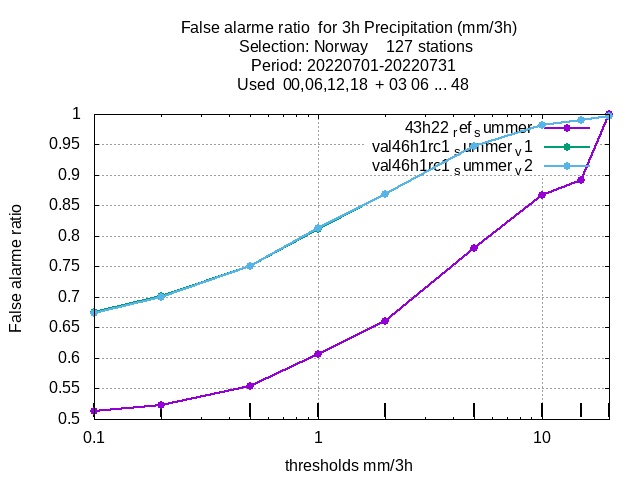 False alarme ratio for 3h Precipitation (mm/3h)
Selection: Norway 127 stations
Period: 20220701-20220731
Used 00,06,12,18 + 03 06 ... 48
43h22 ref summer
val46h1rc1 summer v1
val46h1rc1 summer v2
1
0.95
0.9
0.85
0.8
0.75
0.7
0.65
0.6
0.55
0.5
False alarme ratio
0.1 1 10
thresholds mm/3h